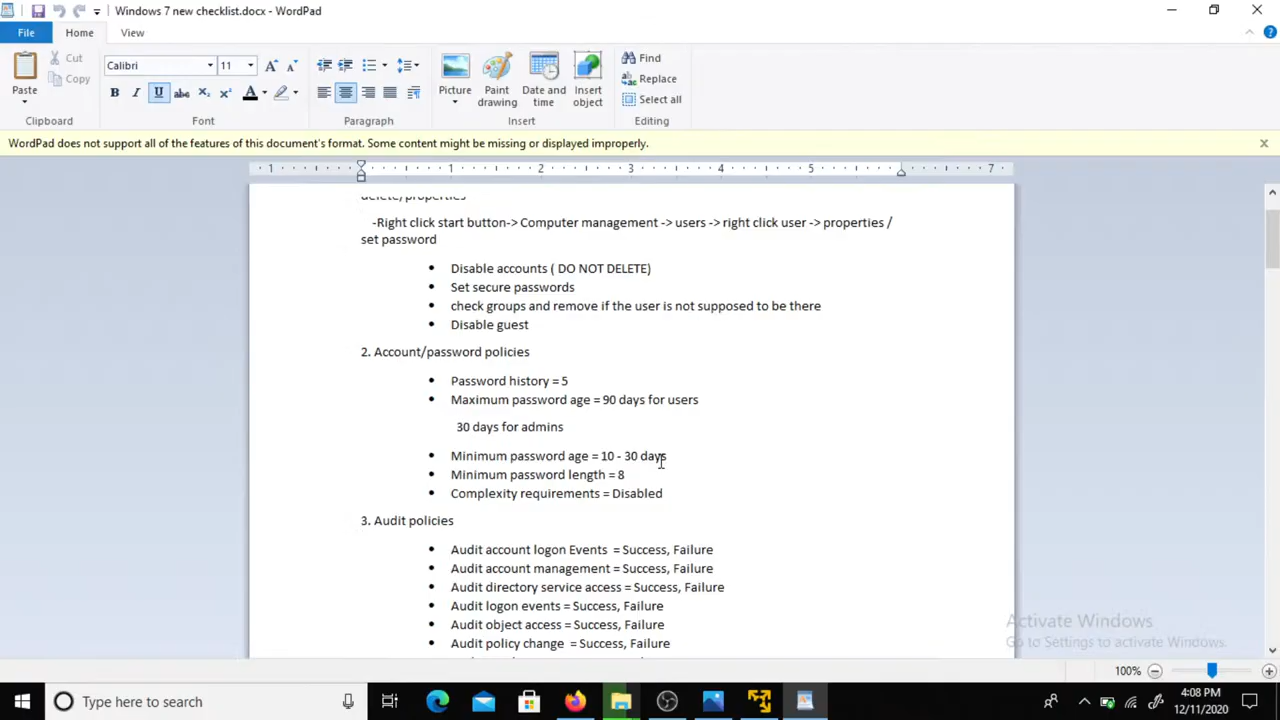 Windows 7 new checklist.docx - WordPad
File Home View
Cut
Copy
Paste
Calibri 11
Find
Replace
Select all
Picture
Paint drawing
Date and time
Insert object
Clipboard Font Paragraph Insert Editing
WordPad does not support all of the features of this document's format. Some content might be missing or displayed improperly.
1 1 2 3 4 5 7
delete/properties
-Right click start button-> Computer management -> users -> right click user -> properties /
set password
• Disable accounts ( DO NOT DELETE)
• Set secure passwords
• check groups and remove if the user is not supposed to be there
• Disable guest
2. Account/password policies
• Password history = 5
• Maximum password age = 90 days for users
30 days for admins
• Minimum password age = 10 - 30 days
• Minimum password length = 8
• Complexity requirements = Disabled
3. Audit policies
• Audit account logon Events = Success, Failure
• Audit account management = Success, Failure
• Audit directory service access = Success, Failure
• Audit logon events = Success, Failure
• Audit object access = Success, Failure
• Audit policy change = Success, Failure
Activate Windows
Go to Settings to activate Windows.
100%
Type here to search
4:08 PM
12/11/2020